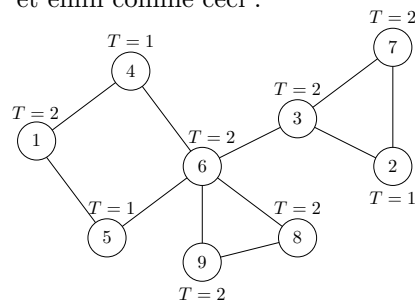 et enfin comme ceci :
T = 2
7
T = 1
4
T = 2
3
T = 2
1
T = 2
6
2
T = 1
T = 1
5
T = 2
8
9
T = 2